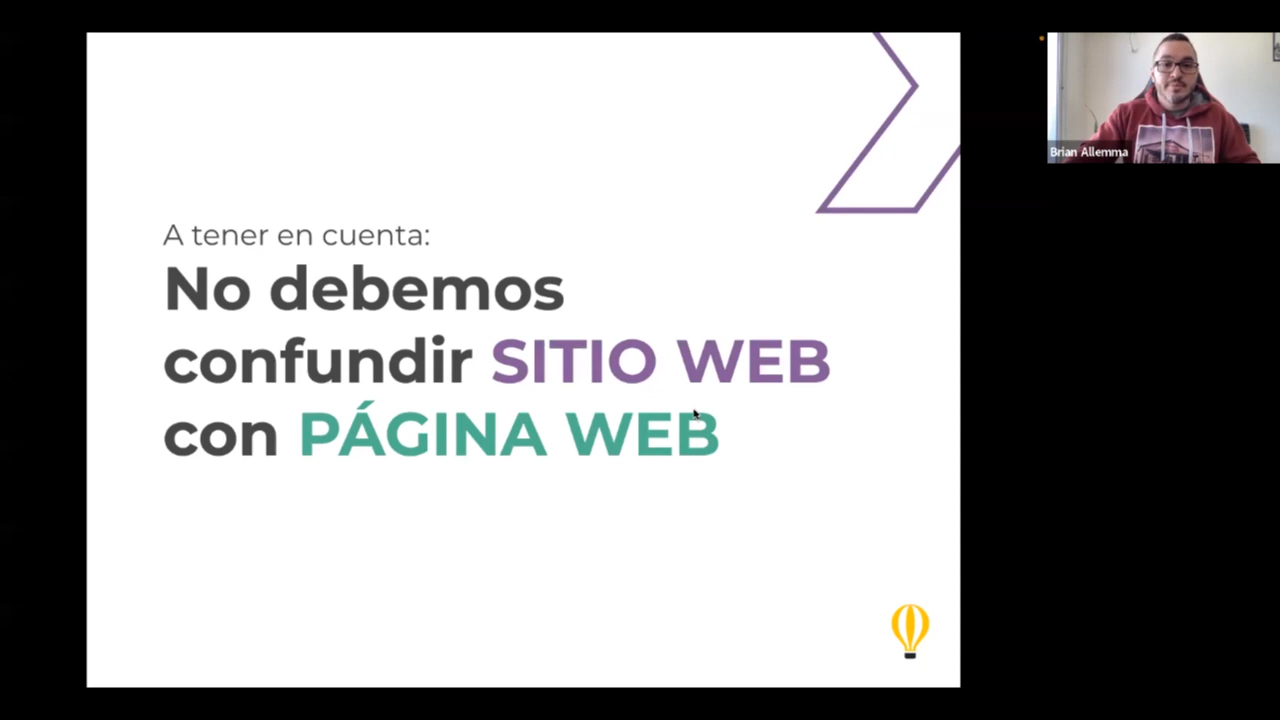 A tener en cuenta:
No debemos
confundir SITIO WEB
con PÁGINA WEB
Brian Allemma